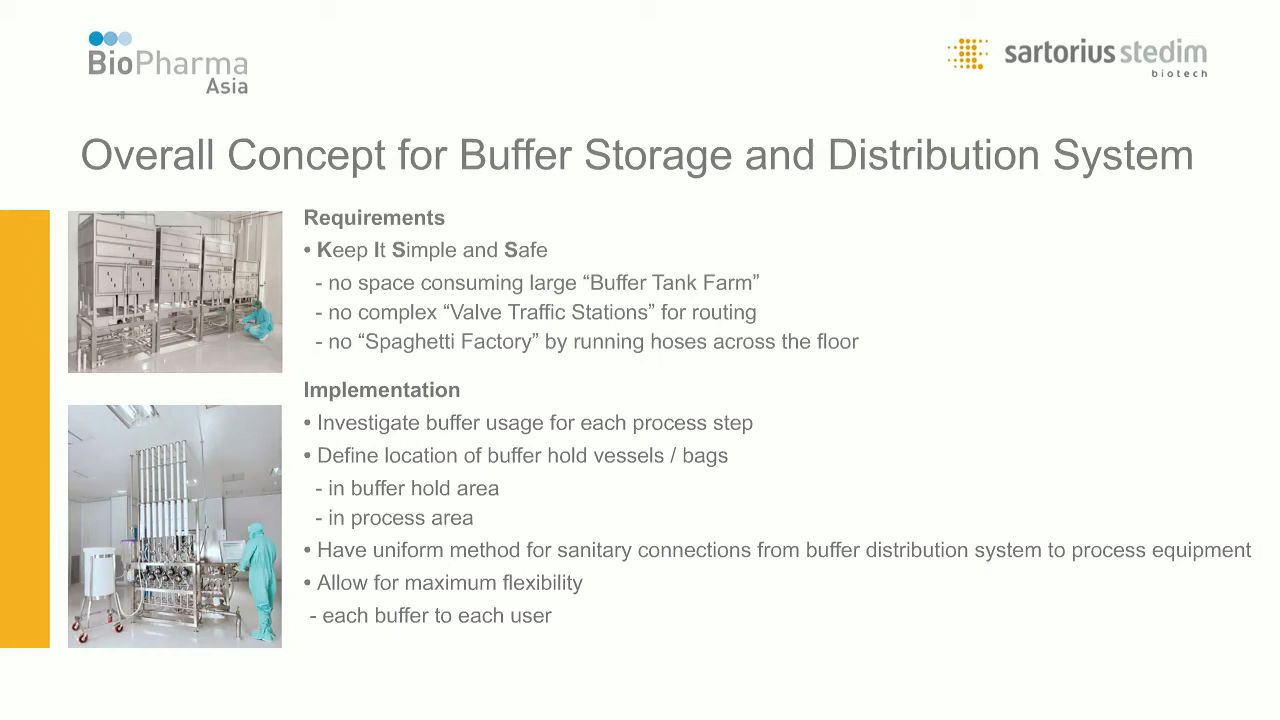 BioPharma
Asia
sartorius stedim
biotech
Overall Concept for Buffer Storage and Distribution System
Requirements
• Keep It Simple and Safe
- no space consuming large “Buffer Tank Farm”
- no complex “Valve Traffic Stations” for routing
- no “Spaghetti Factory” by running hoses across the floor
Implementation
• Investigate buffer usage for each process step
• Define location of buffer hold vessels / bags
- in buffer hold area
- in process area
• Have uniform method for sanitary connections from buffer distribution system to process equipment
• Allow for maximum flexibility
- each buffer to each user